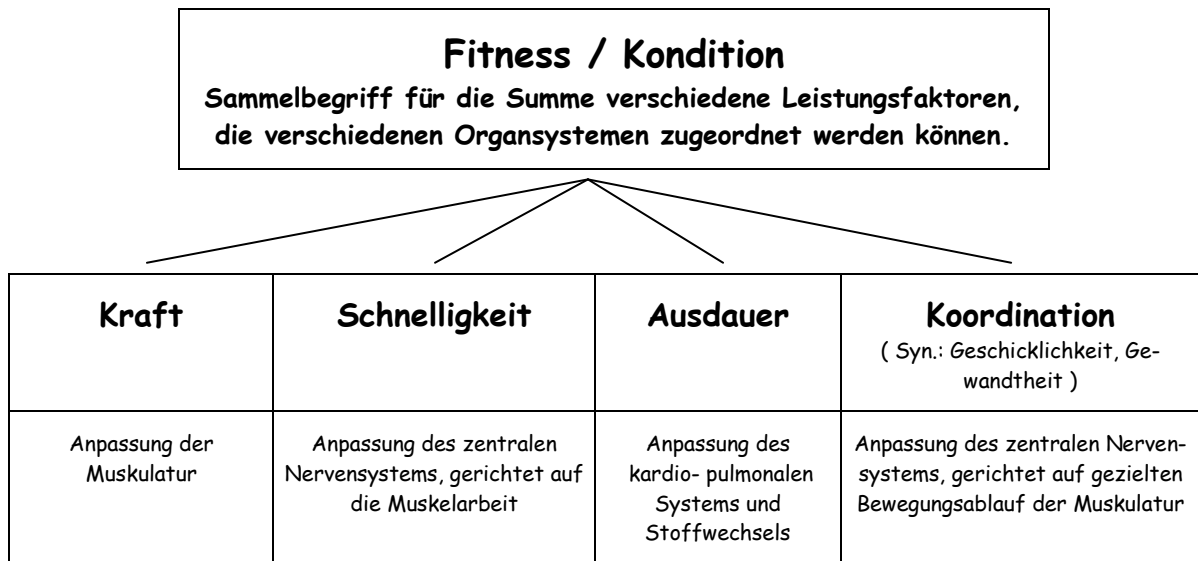 Fitness / Kondition
Sammelbegriff für die Summe verschiedene Leistungsfaktoren,
die verschiedenen Organsystemen zugeordnet werden können.
Kraft
Schnelligkeit
Ausdauer
Koordination
( Syn.: Geschicklichkeit, Ge-
wandtheit )
Anpassung der
Muskulatur
Anpassung des zentralen
Nervensystems, gerichtet auf
die Muskelarbeit
Anpassung des
kardio- pulmonalen
Systems und
Stoffwechsels
Anpassung des zentralen Nerven-
systems, gerichtet auf gezielten
Bewegungsablauf der Muskulatur